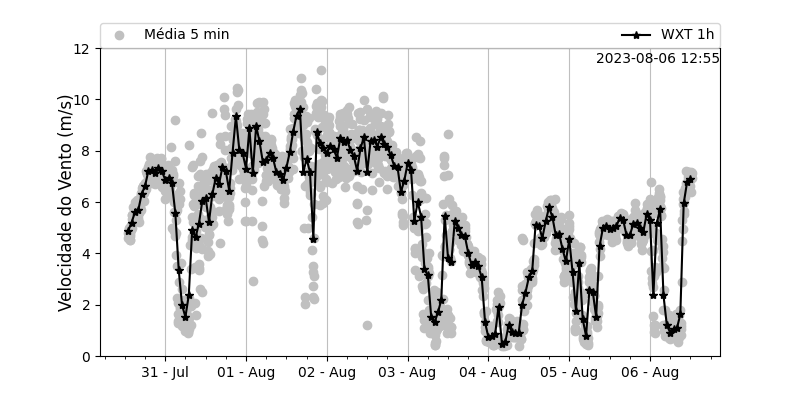 Média 5 min
WXT 1h
2023-08-06 12:55
Velocidade do Vento (m/s)
12
10
8
6
4
2
0
31 - Jul
01 - Aug
02 - Aug
03 - Aug
04 - Aug
05 - Aug
06 - Aug